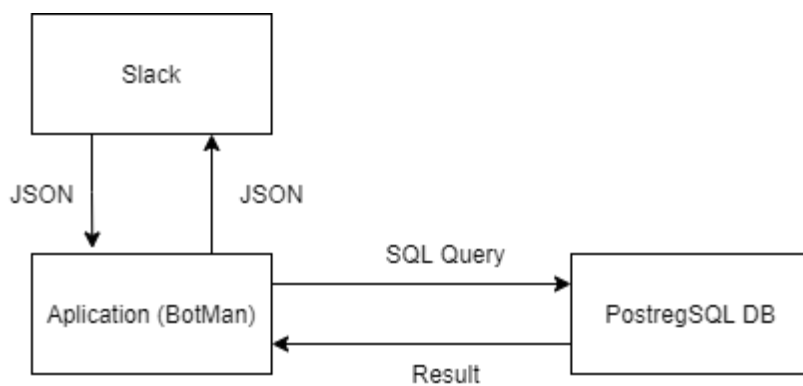 Slack
JSON
JSON
SQL Query
Aplication (BotMan)
PostregSQL DB
Result